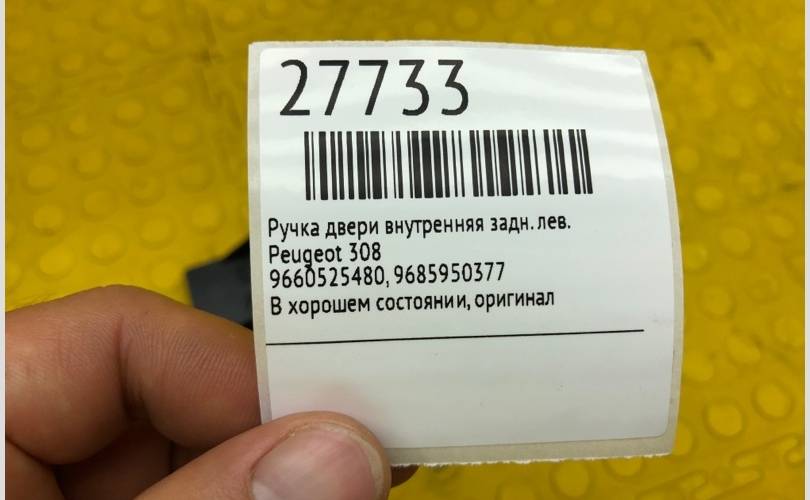 27733
Ручка двери внутренняя задн. лев.
Peugeot 308
9660525480, 9685950377
В хорошем состоянии, оригинал